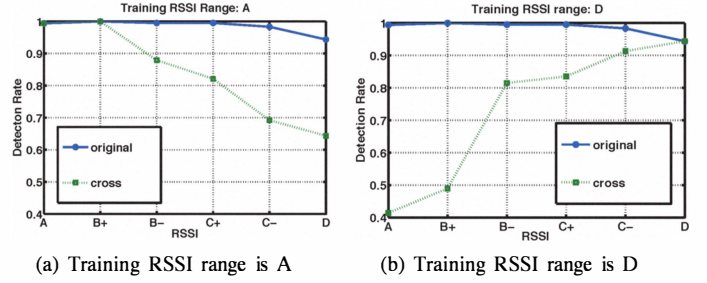 Training RSSI Range: A
1
0.9
0.8
0.7
0.6
0.5
0.4
Detecton Rate
original
cross
A B+ B− C+ C− D
RSSI
(a) Training RSSI range is A
Training RSSI range: D
1
0.9
0.8
0.7
0.6
0.5
0.4
Detection Rate
original
cross
A B+ B− C+ C− D
RSSI
(b) Training RSSI range is D